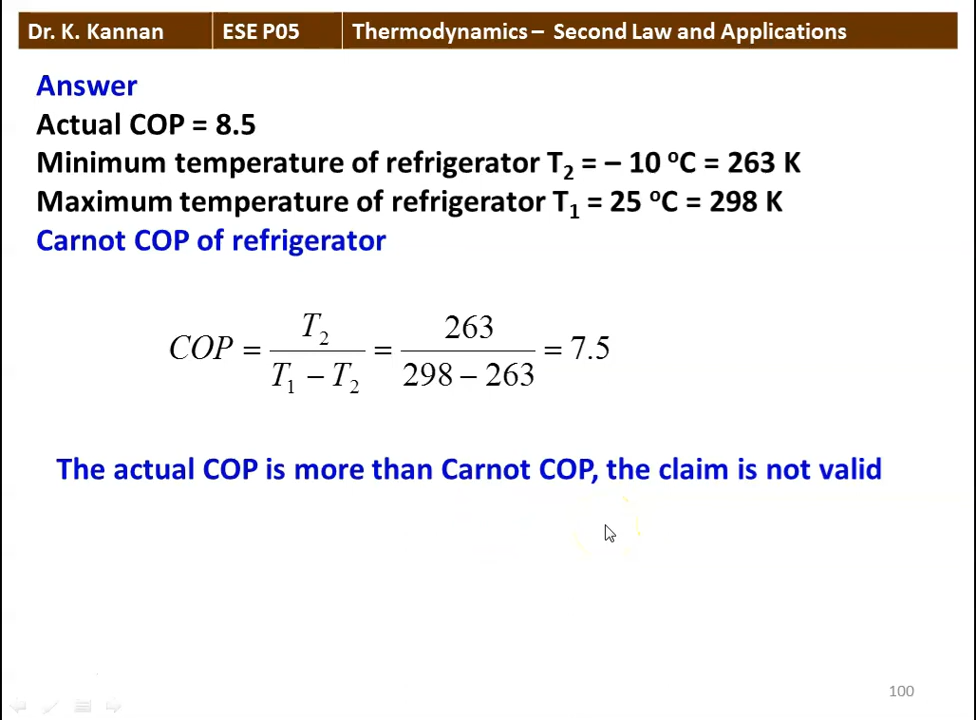 Dr. K. Kannan ESE P05 Thermodynamics – Second Law and Applications
Answer
Actual COP = 8.5
Minimum temperature of refrigerator T₂ = – 10 ⁰C = 263 K
Maximum temperature of refrigerator T₁ = 25 ⁰C = 298 K
Carnot COP of refrigerator
COP = T₂ / (T₁ – T₂) = 263 / (298 – 263) = 7.5
The actual COP is more than Carnot COP, the claim is not valid
100